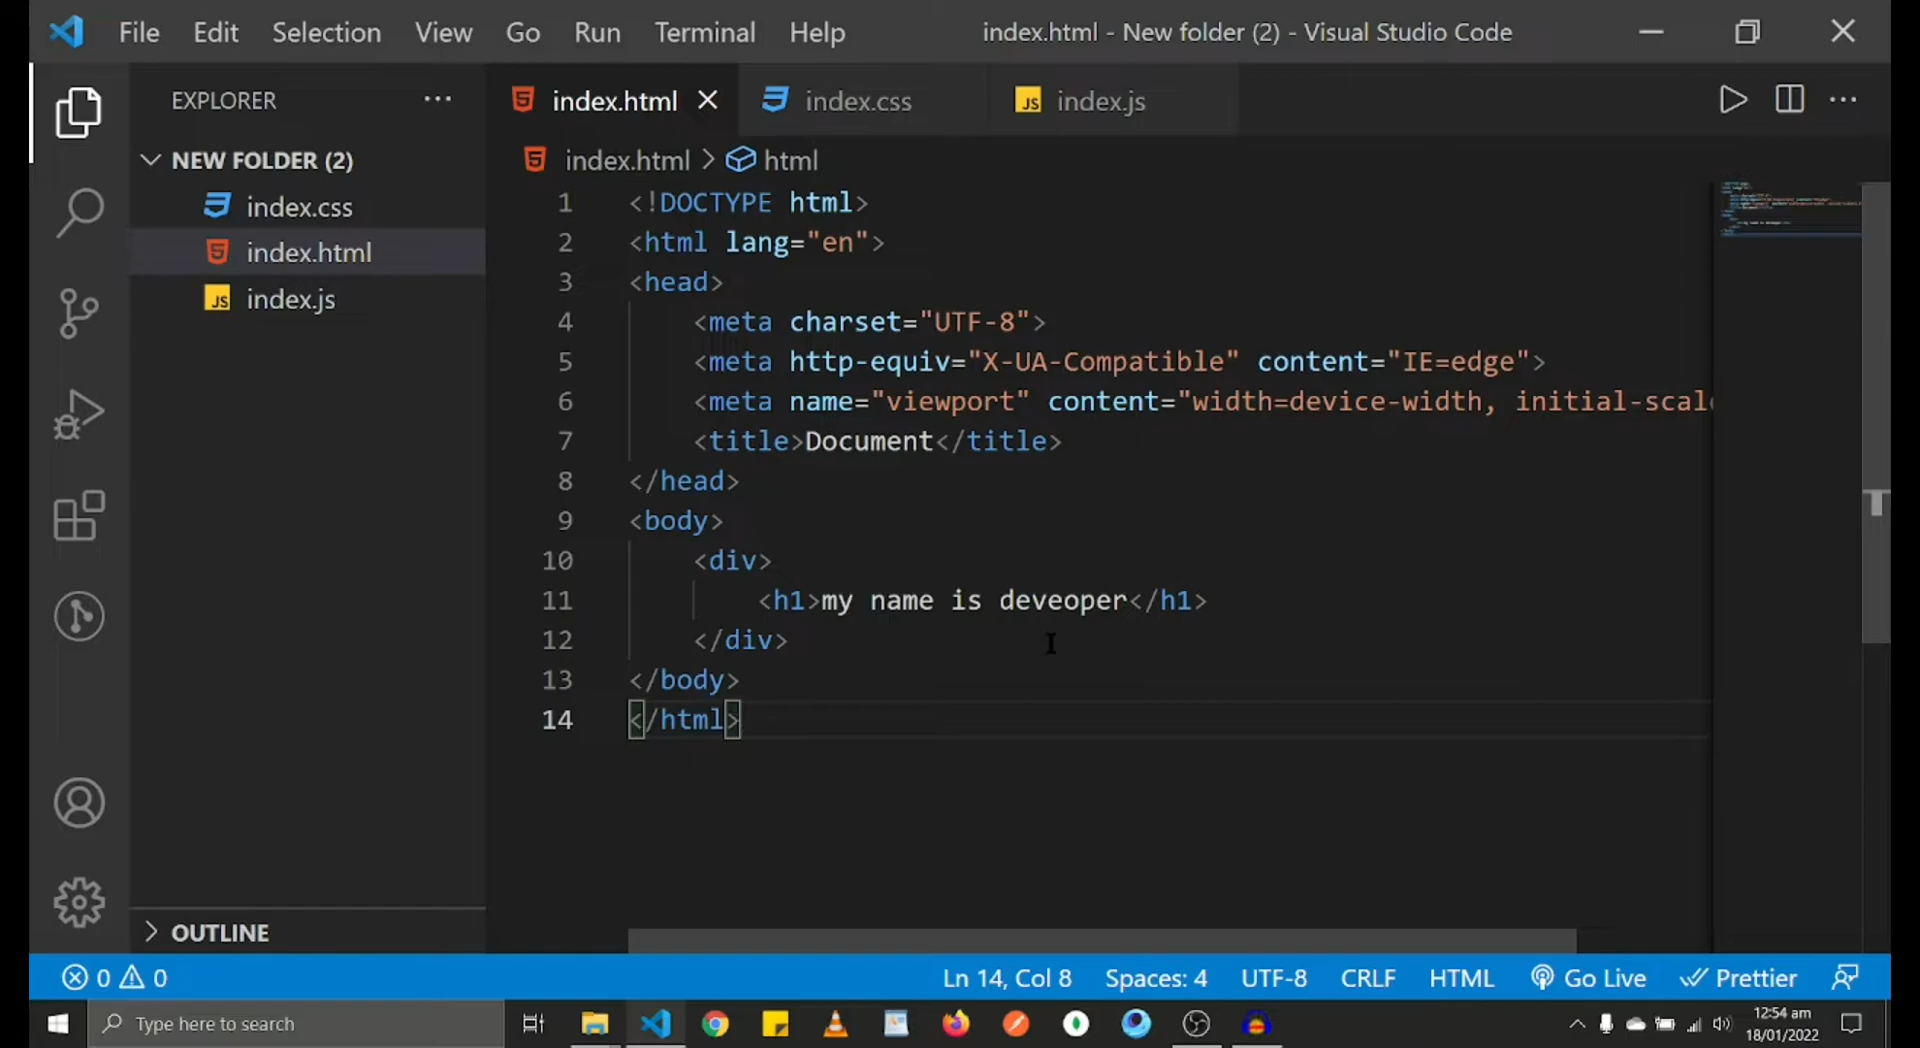 File Edit Selection View Go Run Terminal Help index.html - New folder (2) - Visual Studio Code
EXPLORER
NEW FOLDER (2)
index.css
index.html
index.js
OUTLINE
index.html index.css JS index.js
index.html > html
1 <!DOCTYPE html>
2 <html lang="en">
3 <head>
4 <meta charset="UTF-8">
5 <meta http-equiv="X-UA-Compatible" content="IE=edge">
6 <meta name="viewport" content="width=device-width, initial-scal
7 <title>Document</title>
8 </head>
9 <body>
10 <div>
11 <h1>my name is deveoper</h1>
12 </div>
13 </body>
14 </html>
0 0 Ln 14, Col 8 Spaces: 4 UTF-8 CRLF HTML Go Live Prettier
Type here to search
12:54 am
18/01/2022